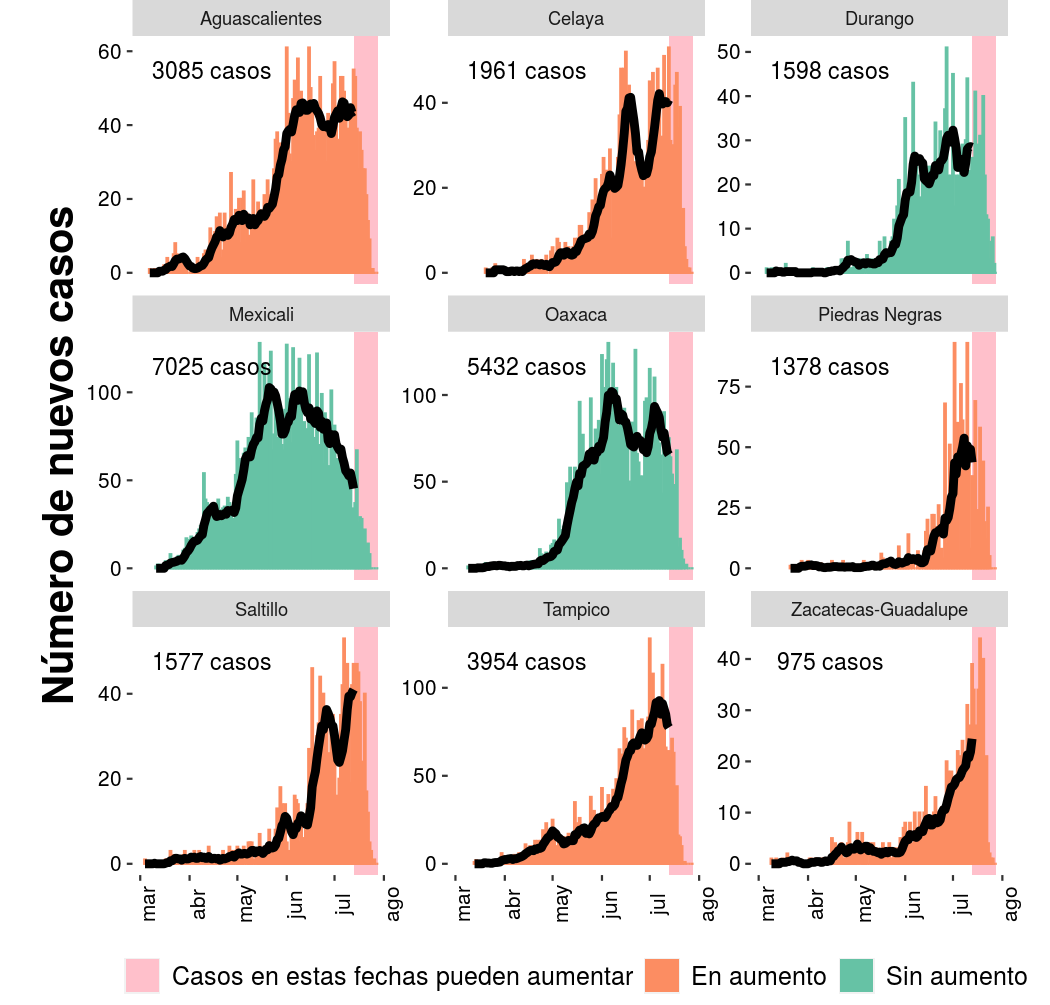 Número de nuevos casos
Aguascalientes
3085 casos
60
40
20
0
Celaya
1961 casos
40
20
0
Durango
1598 casos
50
40
30
20
10
0
Mexicali
7025 casos
100
50
0
Oaxaca
5432 casos
100
50
0
Piedras Negras
1378 casos
75
50
25
0
Saltillo
1577 casos
40
20
0
Tampico
3954 casos
100
50
0
Zacatecas-Guadalupe
975 casos
40
30
20
10
0
mar abr may jun jul ago
mar abr may jun jul ago
mar abr may jun jul ago
Casos en estas fechas pueden aumentar En aumento Sin aumento